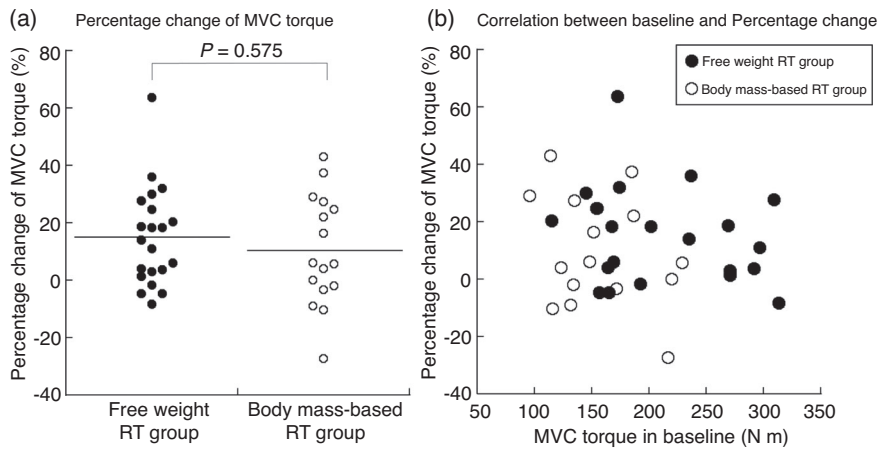 (a) Percentage change of MVC torque
Percentage change of MVC torque (%)
80
60
40
20
0
-20
-40
P = 0.575
Free weight
RT group
Body mass-based
RT group
(b) Correlation between baseline and Percentage change
Percentage change of MVC torque (%)
80
60
40
20
0
-20
-40
Free weight RT group
Body mass-based RT group
50 100 150 200 250 300 350
MVC torque in baseline (N m)